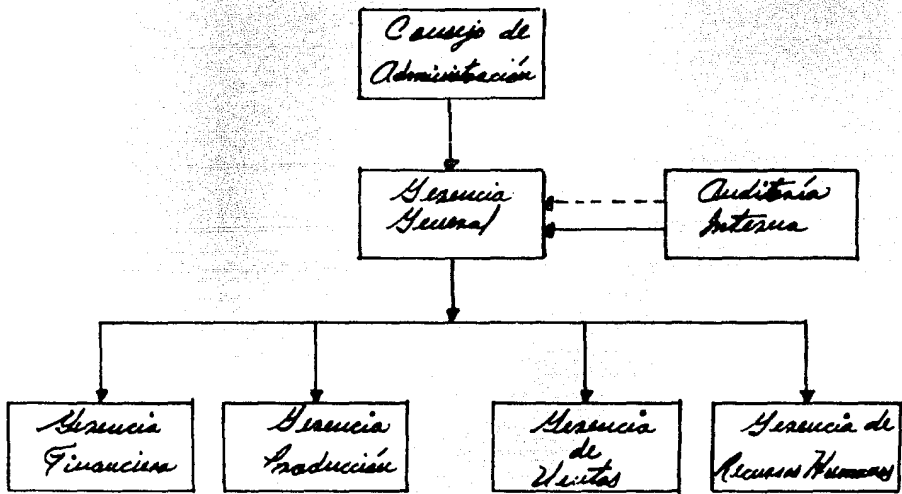 Consejo de
Administración
Gerencia
General
Auditoría
Interna
Gerencia
Financiera
Gerencia
Producción
Gerencia
de
Ventas
Gerencia de
Recursos Humanos